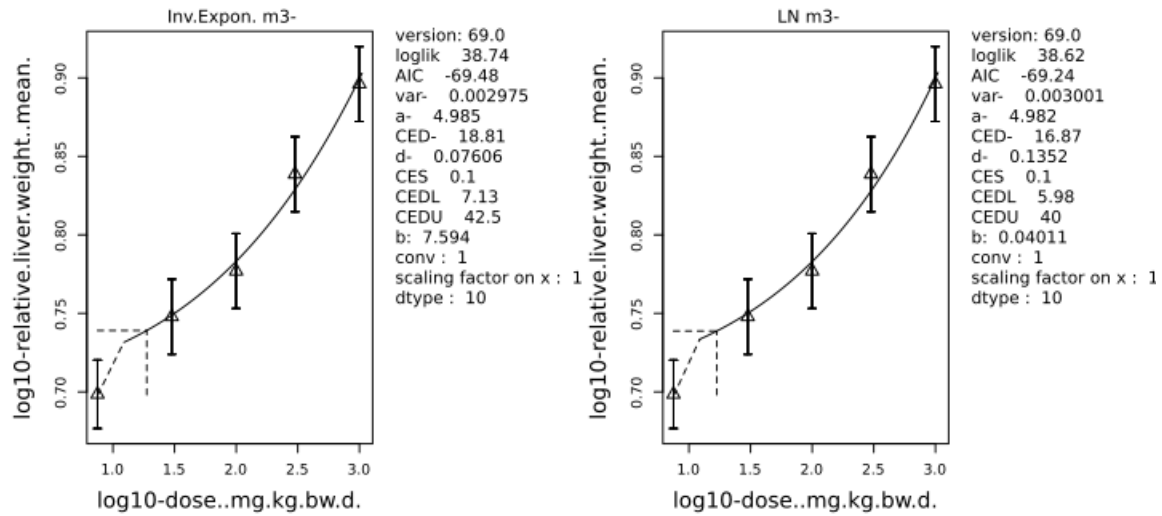 Inv.Expon. m3-
version: 69.0
loglik 38.74
AIC -69.48
var- 0.002975
a- 4.985
CED- 18.81
d- 0.07606
CES 0.1
CEDL 7.13
CEDU 42.5
b: 7.594
conv : 1
scaling factor on x : 1
dtype : 10
log10-relative.liver.weight..mean.
0.90
0.85
0.80
0.75
0.70
1.0 1.5 2.0 2.5 3.0
log10-dose..mg.kg.bw.d.
LN m3-
version: 69.0
loglik 38.62
AIC -69.24
var- 0.003001
a- 4.982
CED- 16.87
d- 0.1352
CES 0.1
CEDL 5.98
CEDU 40
b: 0.04011
conv : 1
scaling factor on x : 1
dtype : 10
log10-relative.liver.weight..mean.
0.90
0.85
0.80
0.75
0.70
1.0 1.5 2.0 2.5 3.0
log10-dose..mg.kg.bw.d.